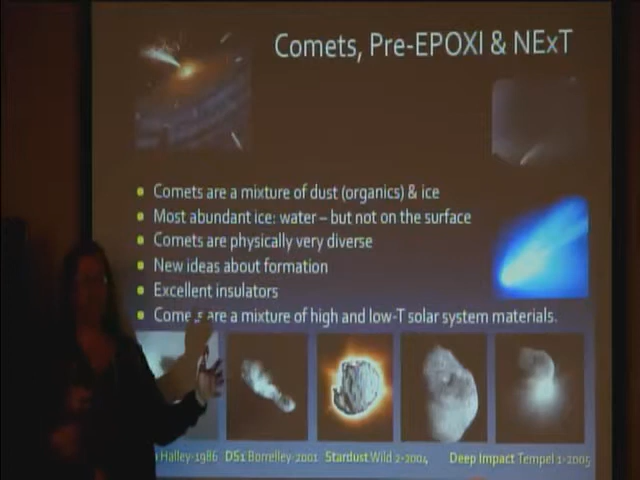 Comets, Pre-EPOXI & NExT
Comets are a mixture of dust (organics) & ice
Most abundant ice: water – but not on the surface
Comets are physically very diverse
New ideas about formation
Excellent insulators
Comets are a mixture of high and low-T solar system materials.
Halley-1986 DS1 Borrelley-2001 Stardust Wild 2-2004 Deep Impact Tempel 1-2005